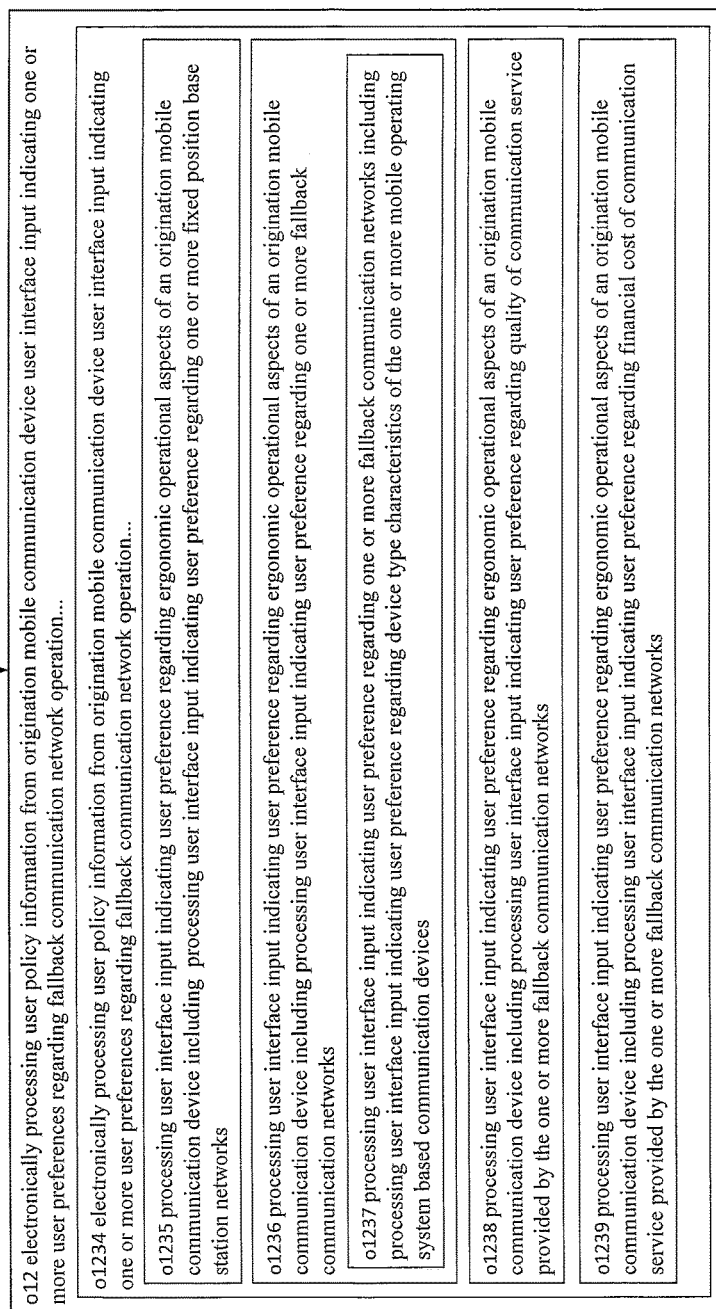 o12 electronically processing user policy information from origination mobile communication device user interface input indicating one or
more user preferences regarding fallback communication network operation...
o1234 electronically processing user policy information from origination mobile communication device user interface input indicating
one or more user preferences regarding fallback communication network operation...
o1235 processing user interface input indicating user preference regarding ergonomic operational aspects of an origination mobile
communication device including processing user interface input indicating user preference regarding one or more fixed position base
station networks
o1236 processing user interface input indicating user preference regarding ergonomic operational aspects of an origination mobile
communication device including processing user interface input indicating user preference regarding one or more fallback
communication networks
o1237 processing user interface input indicating user preference regarding one or more fallback communication networks including
processing user interface input indicating user preference regarding device type characteristics of the one or more mobile operating
system based communication devices
o1238 processing user interface input indicating user preference regarding ergonomic operational aspects of an origination mobile
communication device including processing user interface input indicating user preference regarding quality of communication service
provided by the one or more fallback communication networks
o1239 processing user interface input indicating user preference regarding ergonomic operational aspects of an origination mobile
communication device including processing user interface input indicating user preference regarding financial cost of communication
service provided by the one or more fallback communication networks